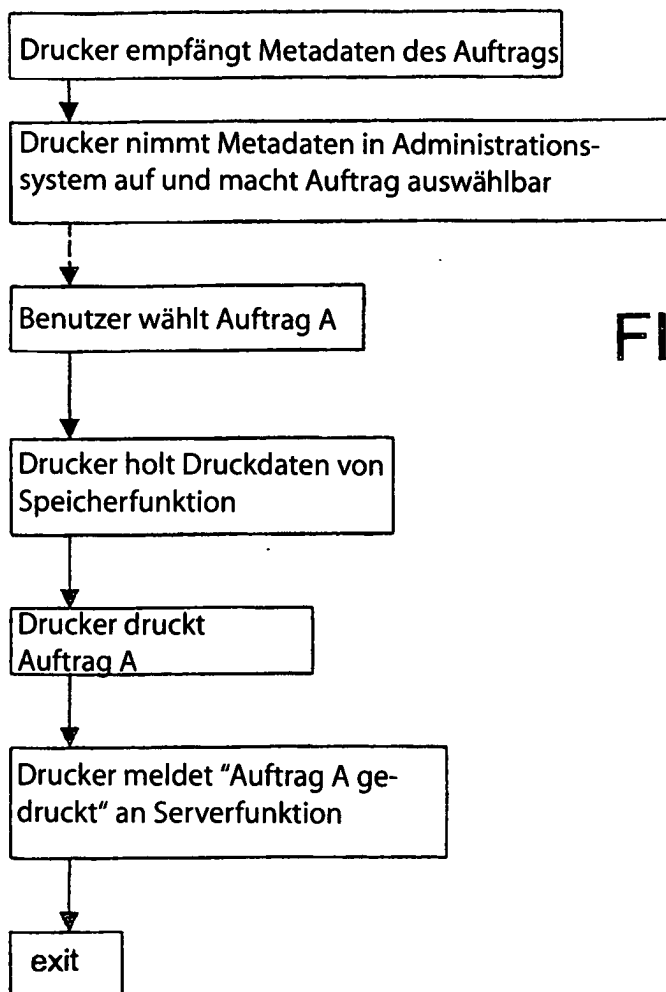 Drucker empfängt Metadaten des Auftrags
Drucker nimmt Metadaten in Administrations-
system auf und macht Auftrag auswählbar
Benutzer wählt Auftrag A
FI
Drucker holt Druckdaten von
Speicherfunktion
Drucker druckt
Auftrag A
Drucker meldet "Auftrag A ge-
druckt“ an Serverfunktion
exit